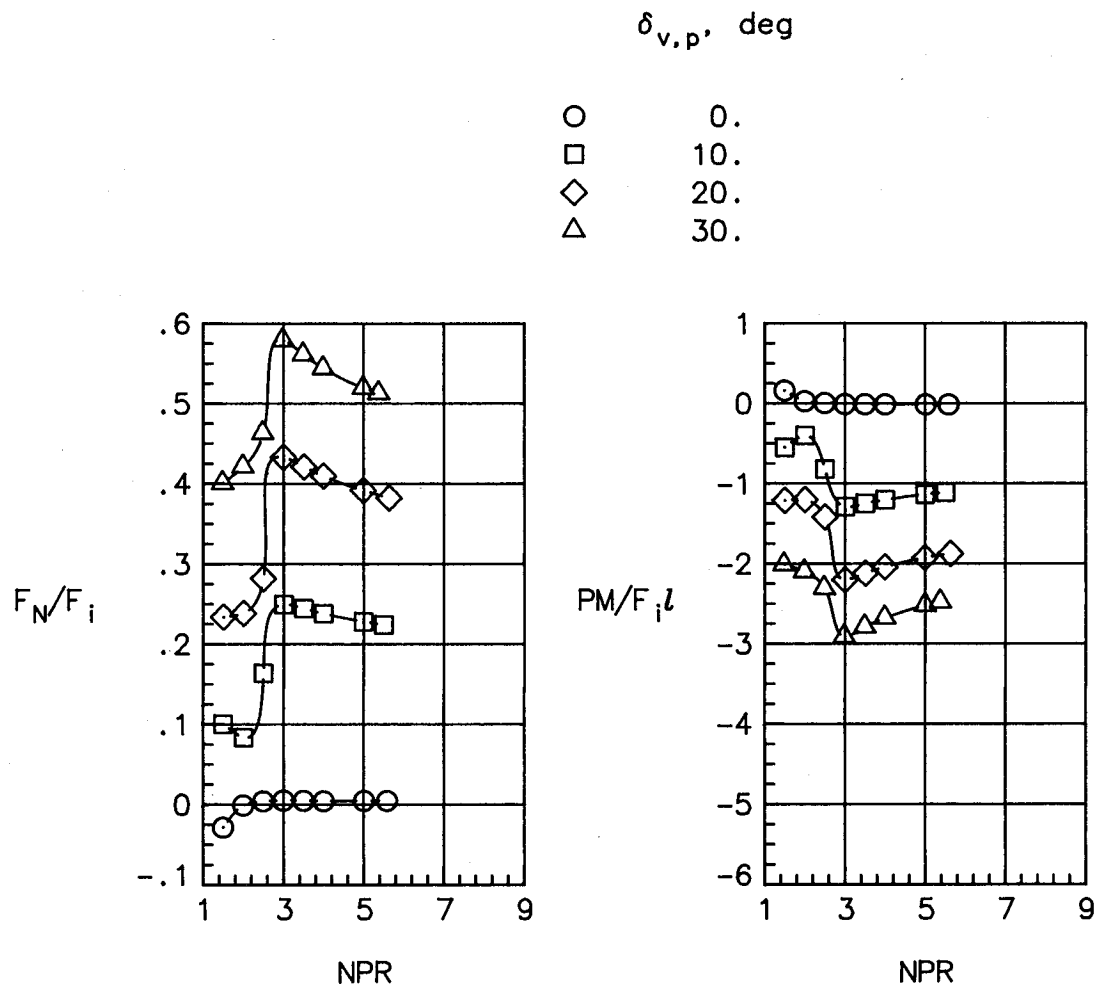 δv,p, deg
0.
10.
20.
30.
.6
.5
.4
.3
.2
.1
0
-.1
1 3 5 7 9
FN/Fi
NPR
1
0
-1
-2
-3
-4
-5
-6
1 3 5 7 9
PM/Fil
NPR